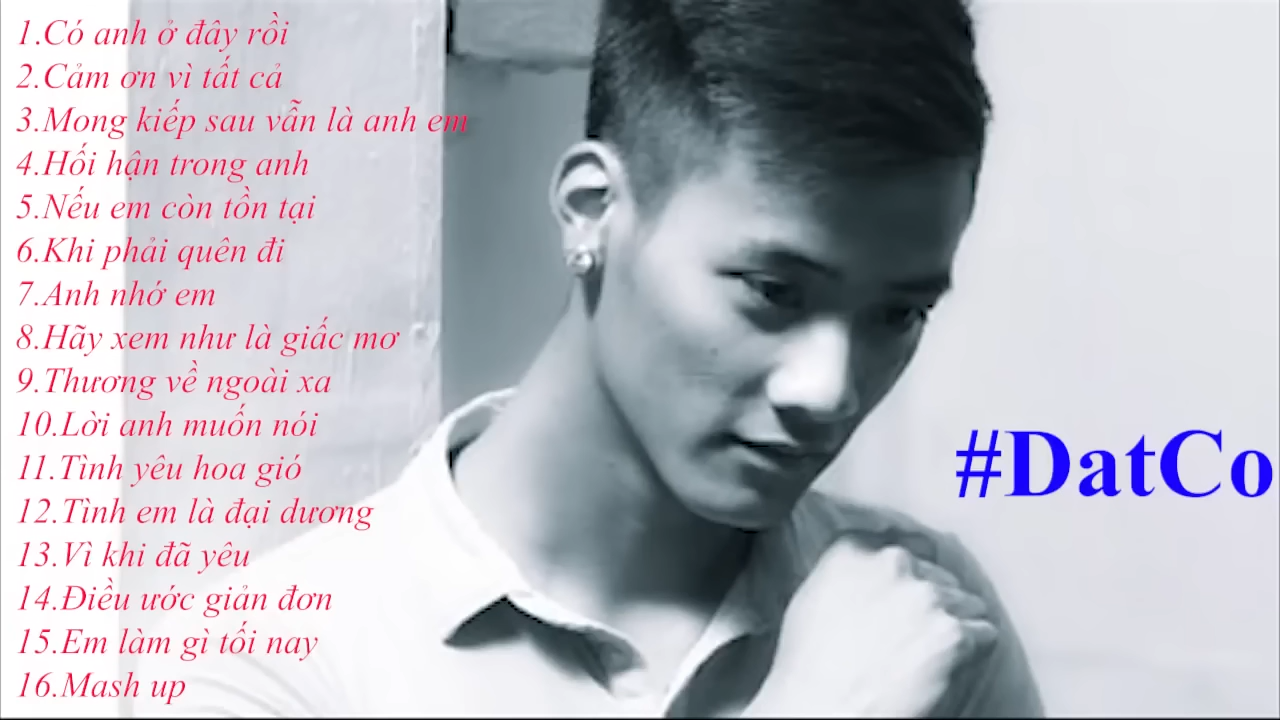 1.Có anh ở đây rồi
2.Cảm ơn vì tất cả
3.Mong kiếp sau vẫn là anh em
4.Hối hận trong anh
5.Nếu em còn tồn tại
6.Khi phải quên đi
7.Anh nhớ em
8.Hãy xem như là giấc mơ
9.Thương về ngoài xa
10.Lời anh muốn nói
11.Tình yêu hoa gió
12.Tình em là đại dương
13.Vì khi đã yêu
14.Điều ước giản đơn
15.Em làm gì tối nay
16.Mash up
#DatCo